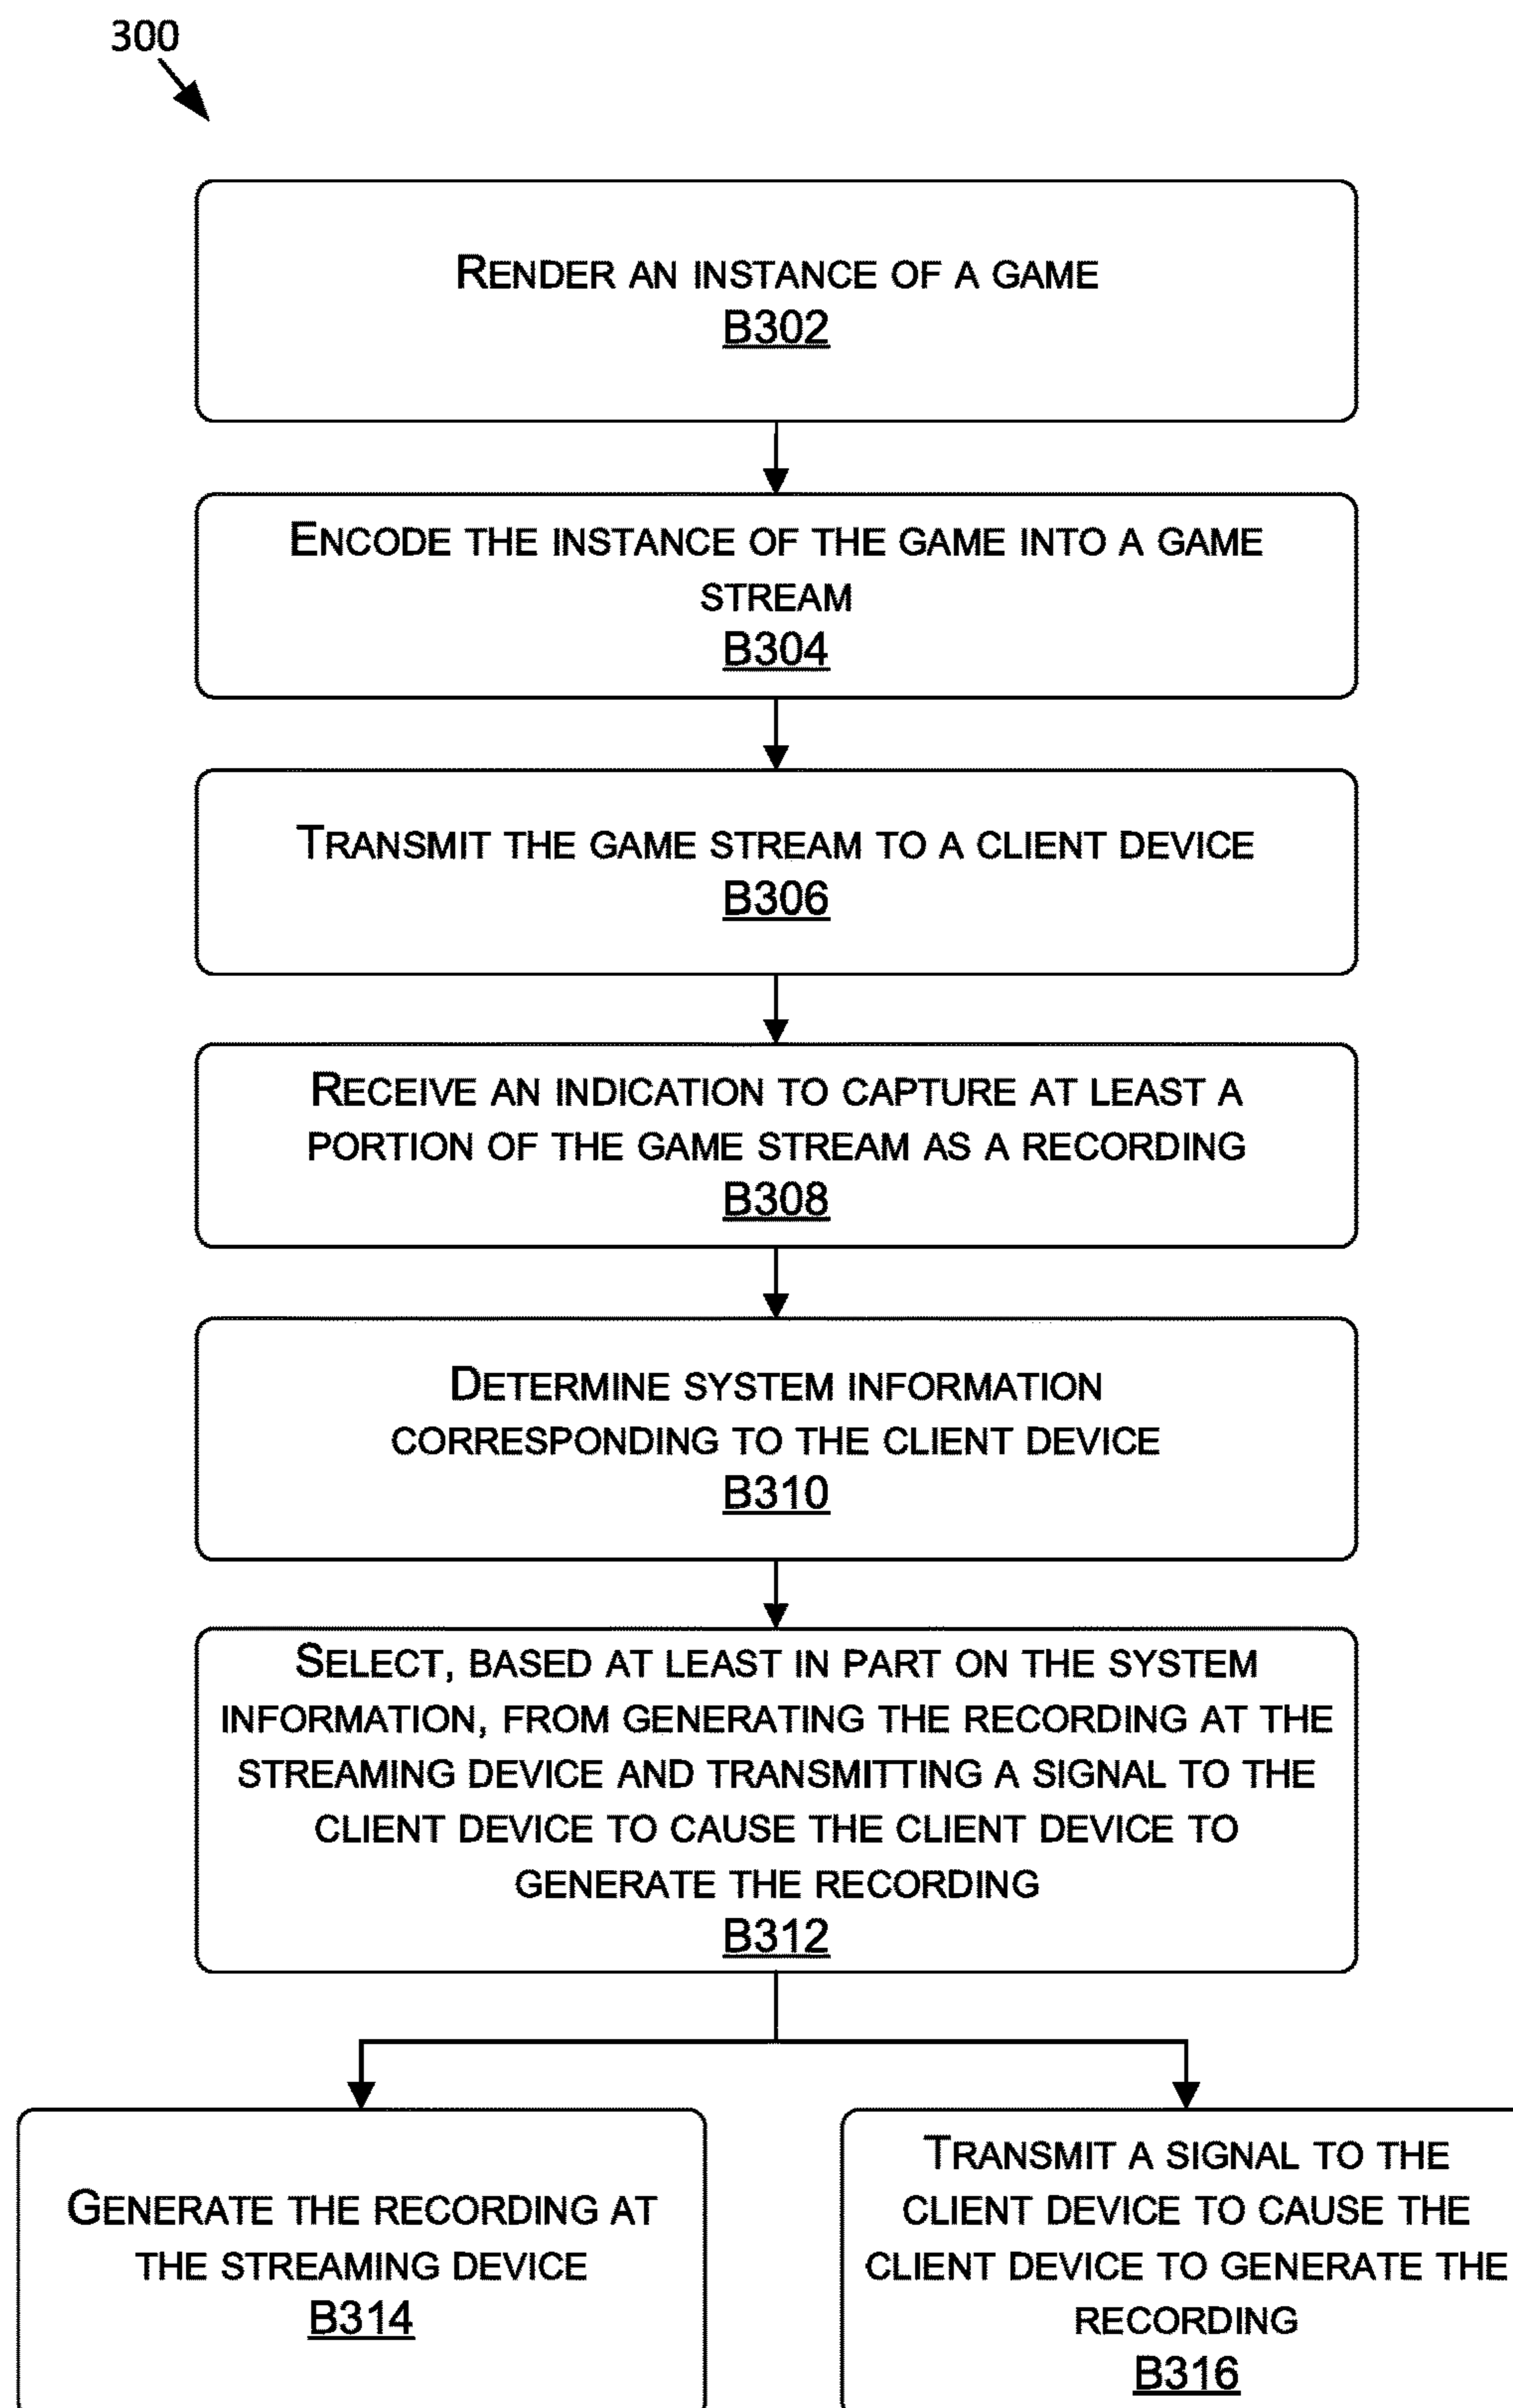 300
RENDER AN INSTANCE OF A GAME
B302
ENCODE THE INSTANCE OF THE GAME INTO A GAME
STREAM
B304
TRANSMIT THE GAME STREAM TO A CLIENT DEVICE
B306
RECEIVE AN INDICATION TO CAPTURE AT LEAST A
PORTION OF THE GAME STREAM AS A RECORDING
B308
DETERMINE SYSTEM INFORMATION
CORRESPONDING TO THE CLIENT DEVICE
B310
SELECT, BASED AT LEAST IN PART ON THE SYSTEM
INFORMATION, FROM GENERATING THE RECORDING AT THE
STREAMING DEVICE AND TRANSMITTING A SIGNAL TO THE
CLIENT DEVICE TO CAUSE THE CLIENT DEVICE TO
GENERATE THE RECORDING
B312
GENERATE THE RECORDING AT
THE STREAMING DEVICE
B314
TRANSMIT A SIGNAL TO THE
CLIENT DEVICE TO CAUSE THE
CLIENT DEVICE TO GENERATE THE
RECORDING
B316